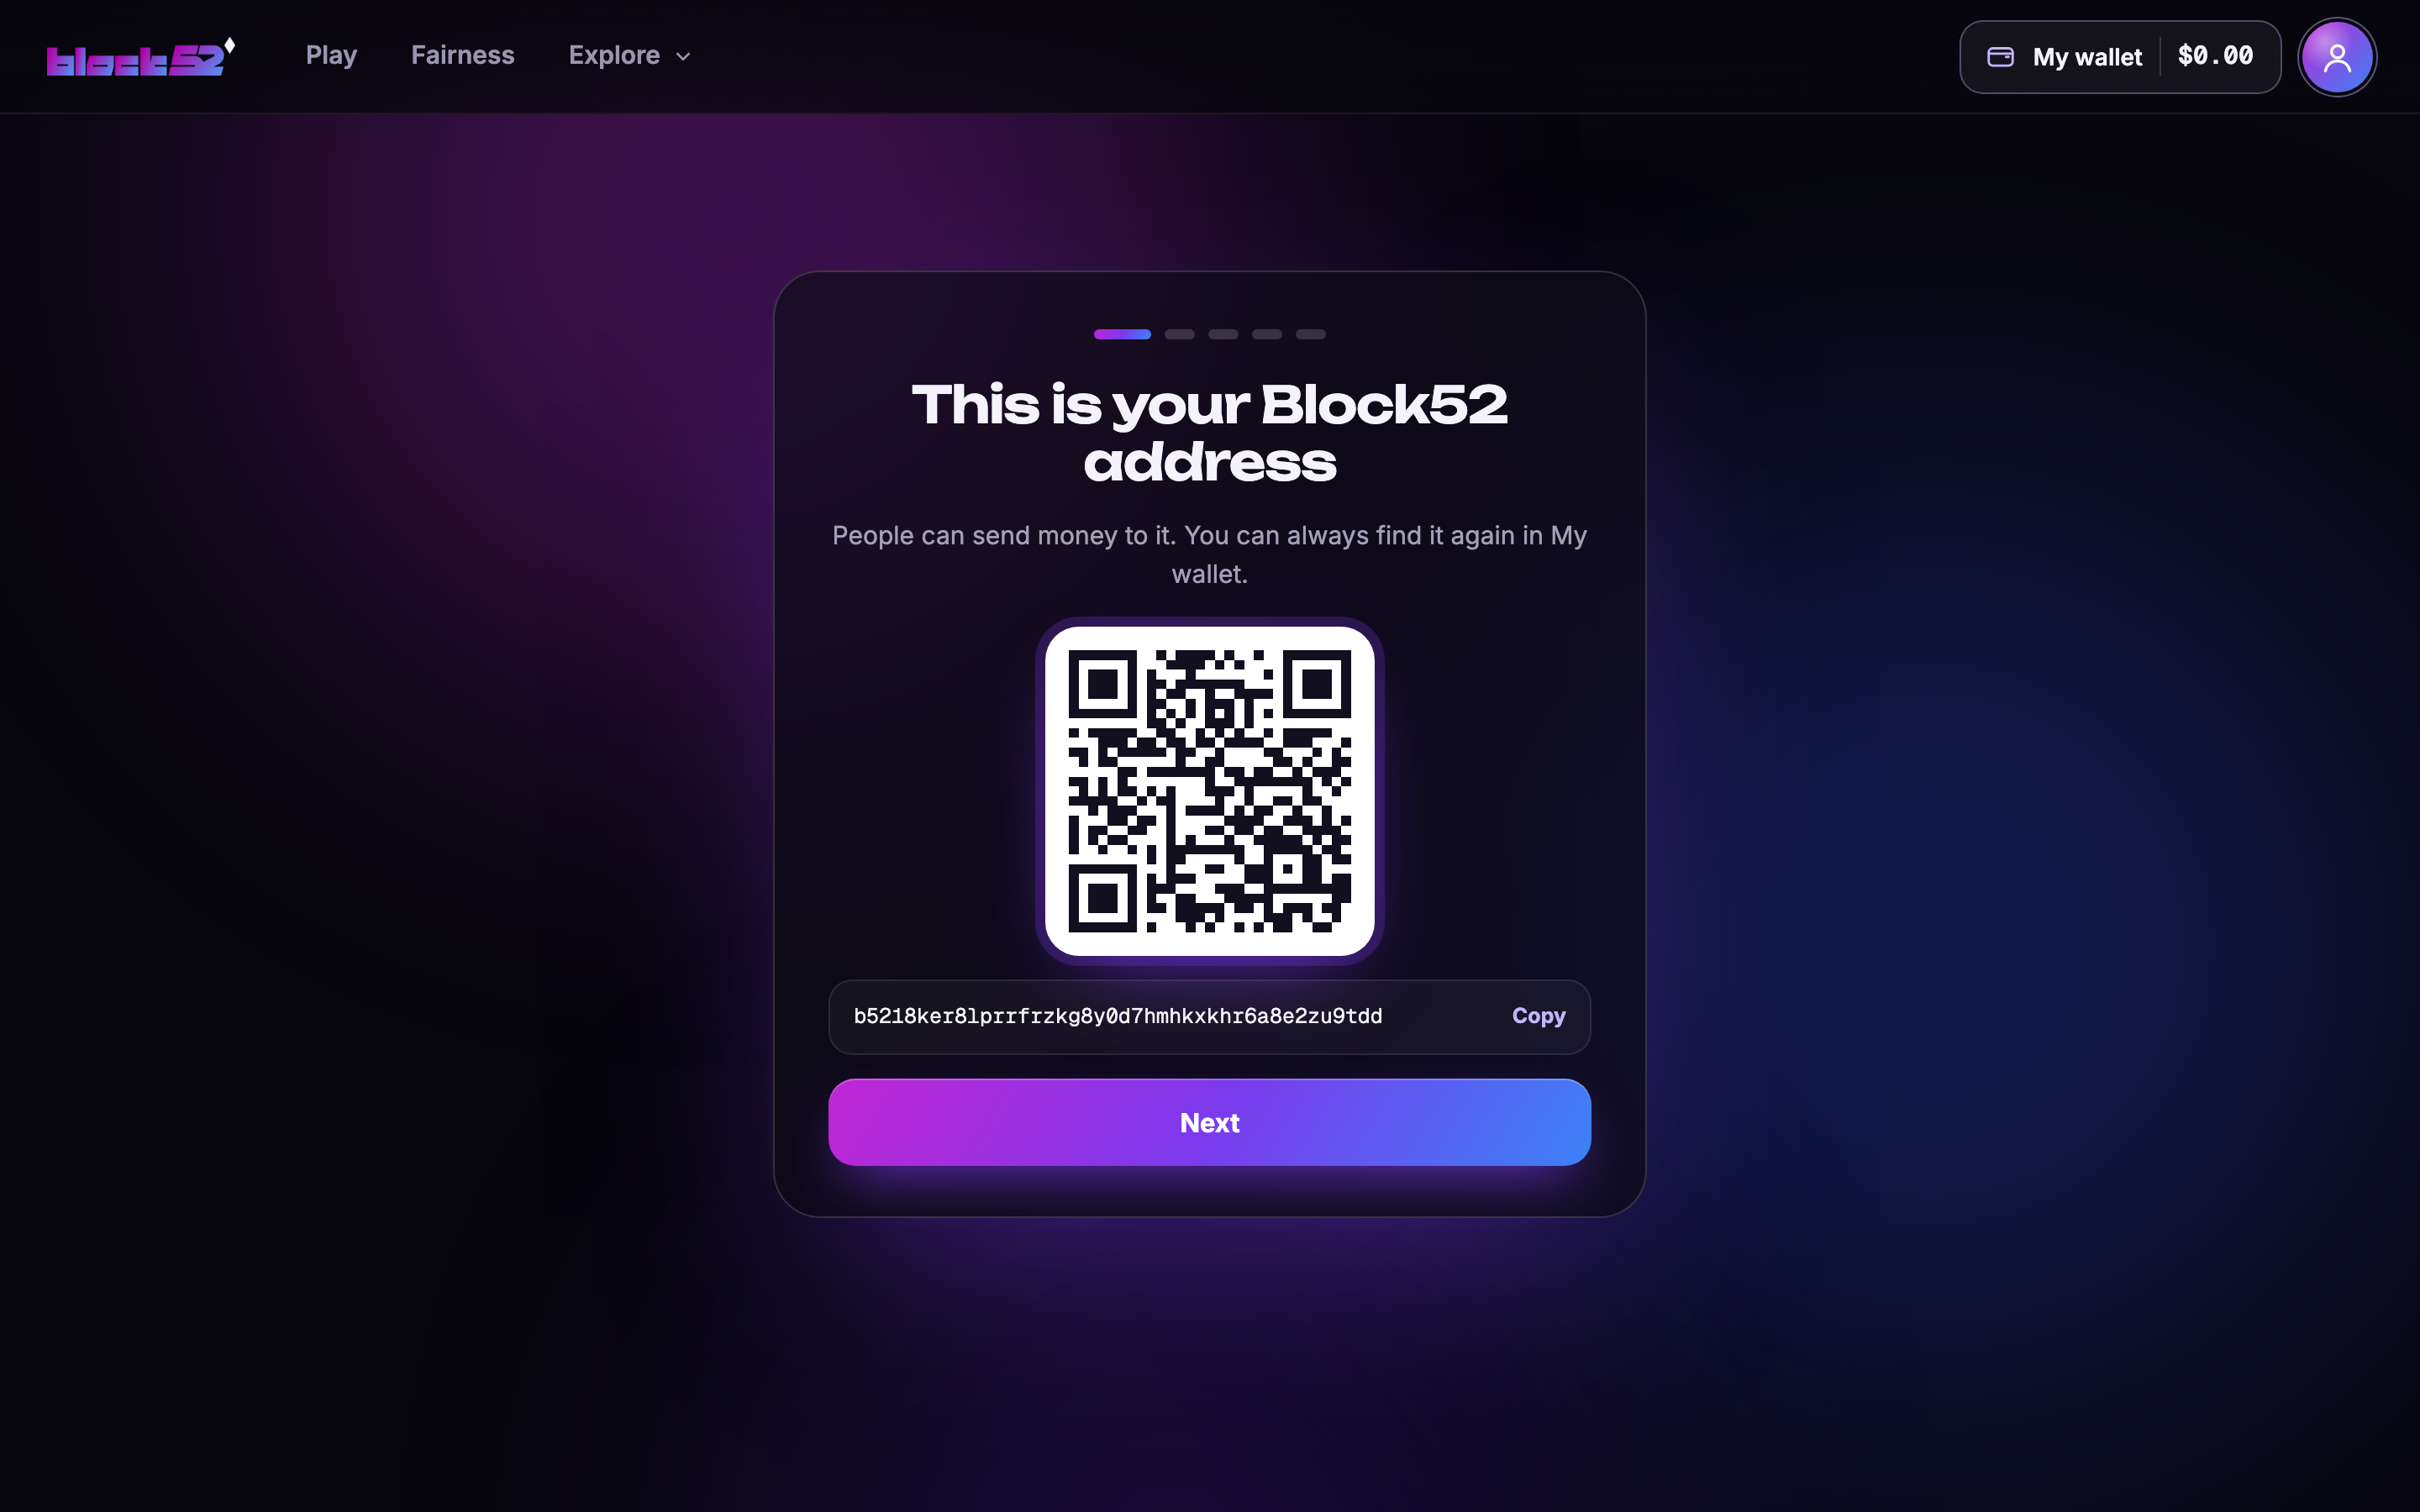 block52
Play
Fairness
Explore
My wallet
$0.00
This is your Block52
address
People can send money to it. You can always find it again in My
wallet.
b5218ker8lprrfrzkg8y0d7hmhkxkhr6a8e2zu9tdd
Copy
Next